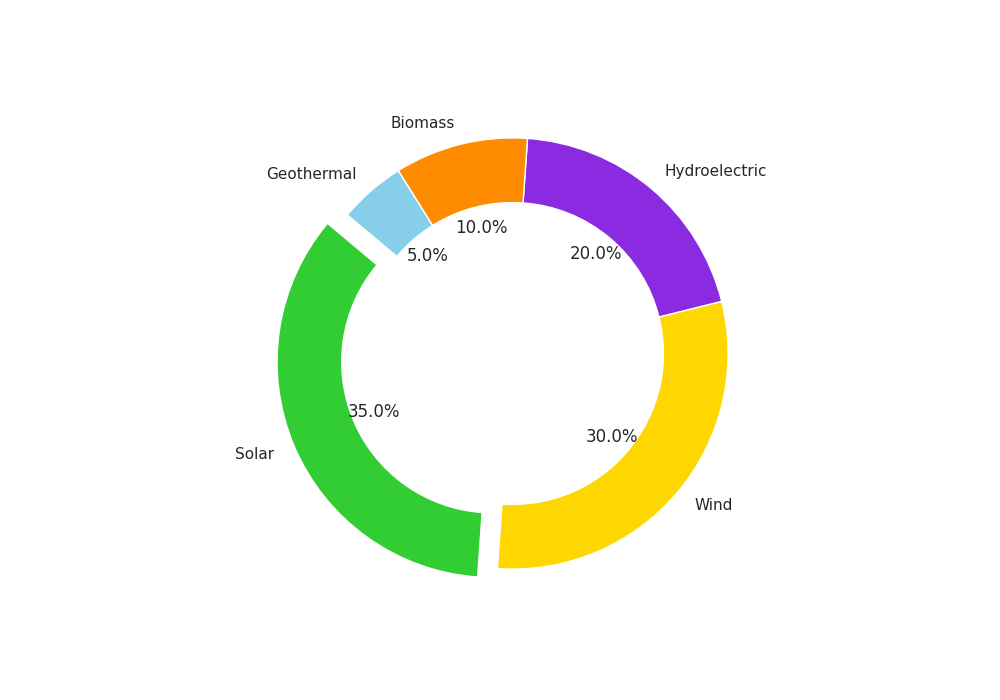 Biomass
Hydroelectric
Geothermal
10.0%
20.0%
5.0%
35.0%
30.0%
Solar
Wind